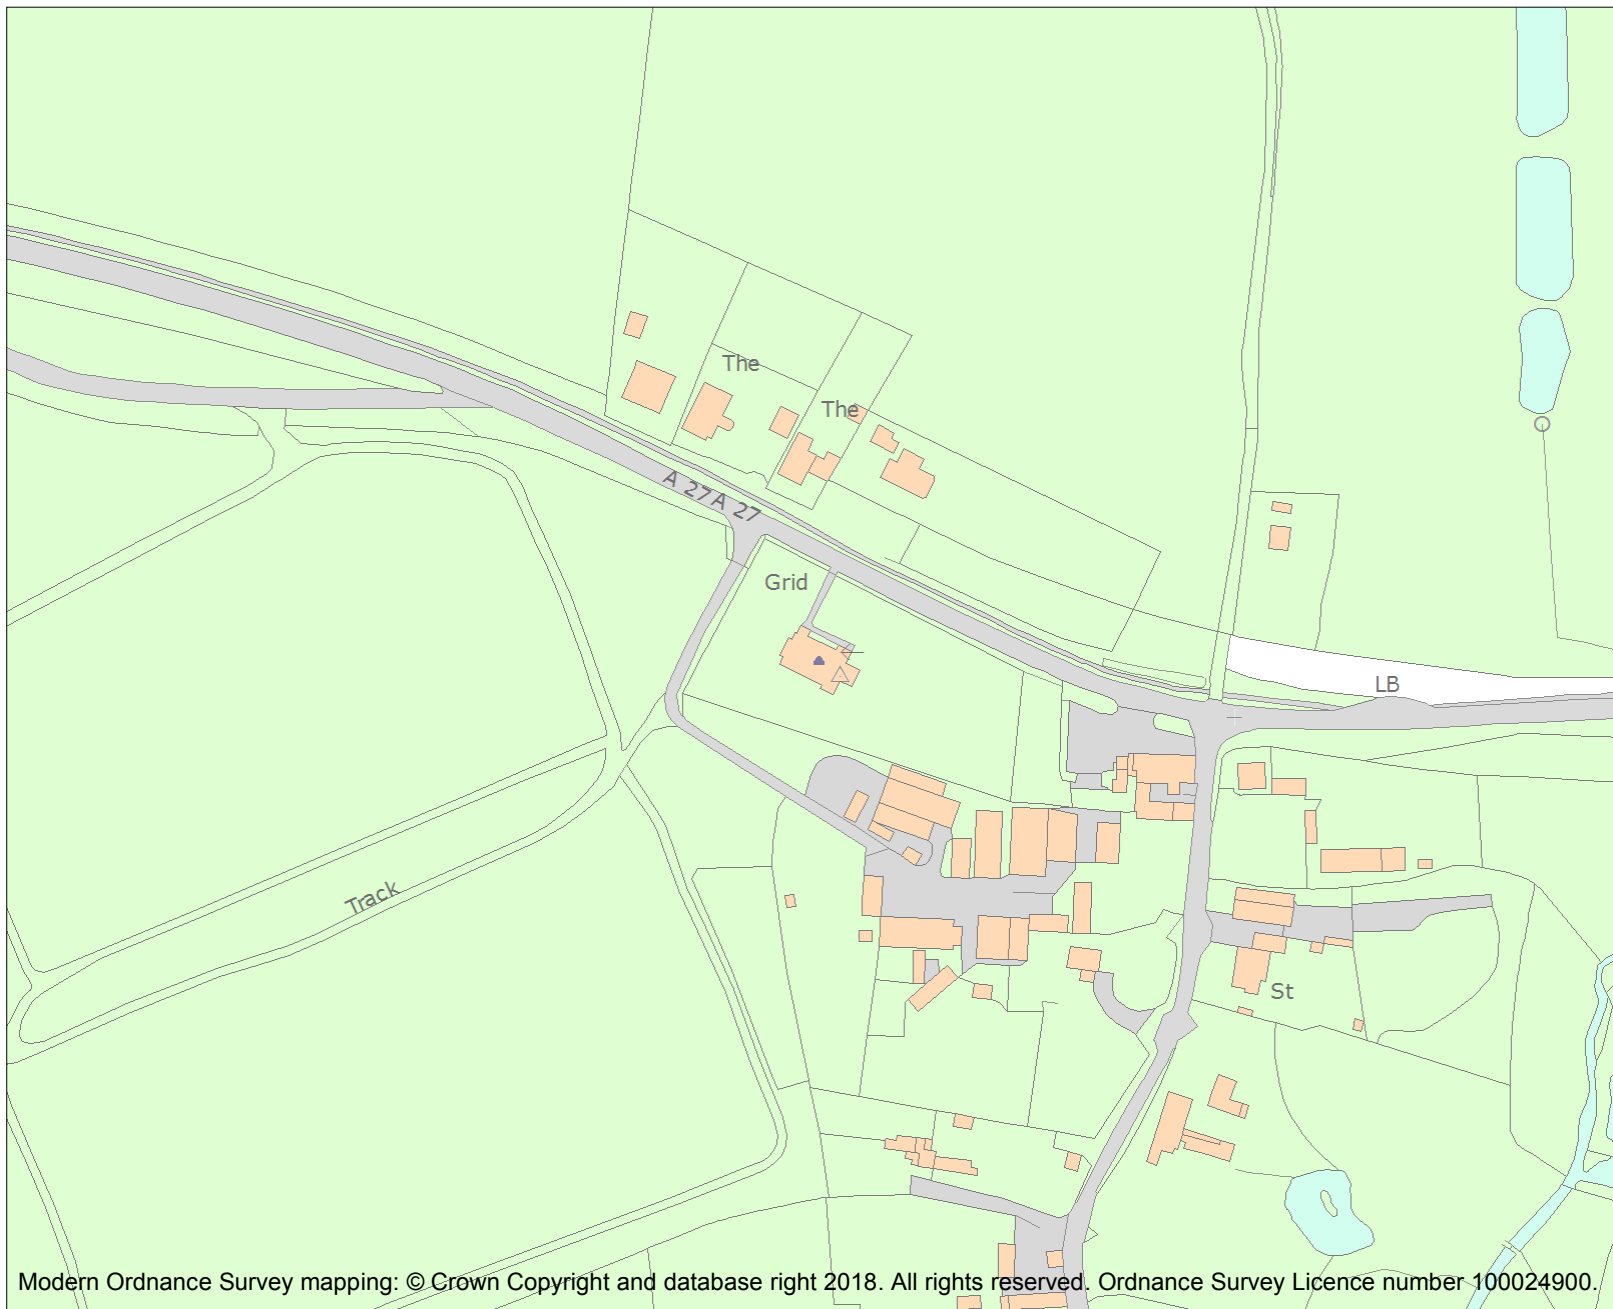 The
The
A 27 A 27
Grid
LB
Track
St
Modern Ordnance Survey mapping: © Crown Copyright and database right 2018. All rights reserved. Ordnance Survey Licence number 100024900.